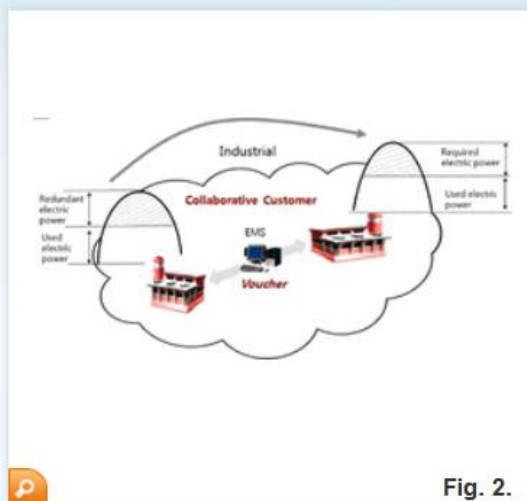 Industrial
Required
electric power
Redundant
electric
power
Collaborative Customer
Used electric
power
Used
electric
power
EMS
Voucher
Fig. 2.